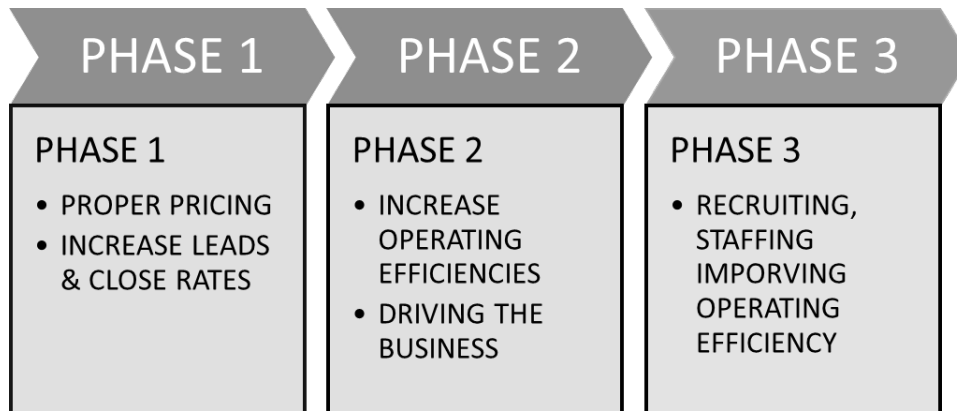 PHASE 1
PHASE 2
PHASE 3
PHASE 1
• PROPER PRICING
• INCREASE LEADS
& CLOSE RATES
PHASE 2
• INCREASE
OPERATING
EFFICIENCIES
• DRIVING THE
BUSINESS
PHASE 3
• RECRUITING,
STAFFING
IMPORVING
OPERATING
EFFICIENCY